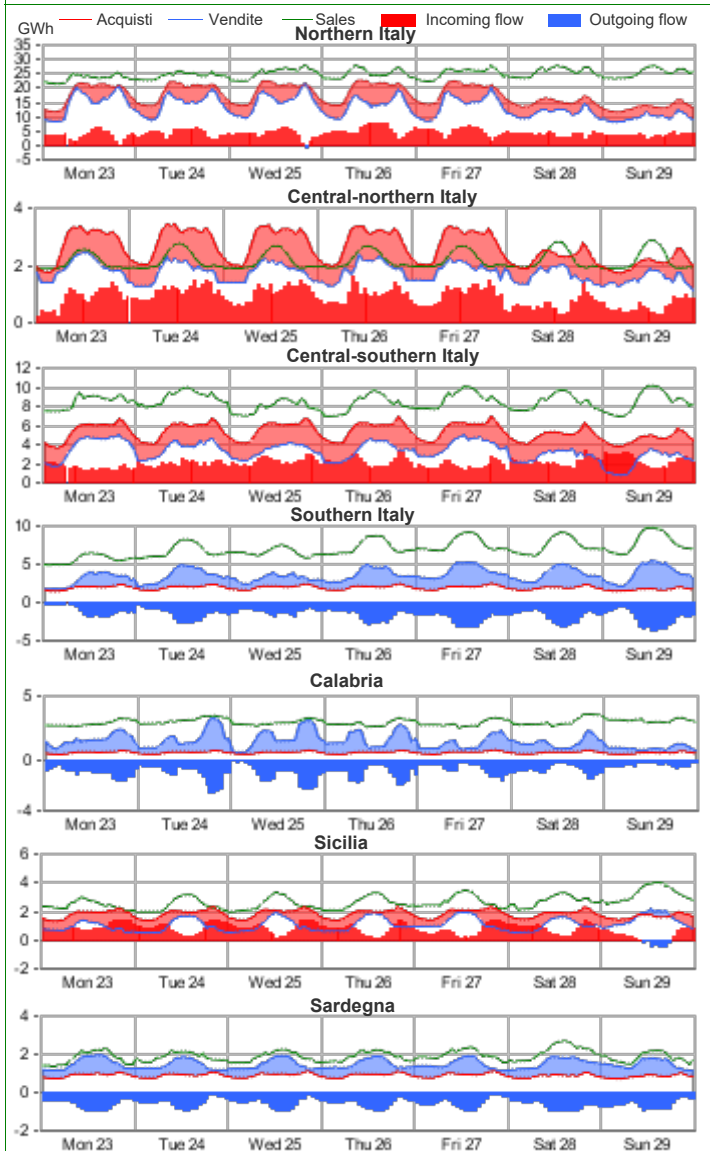 GWh Acquisti Vendite Sales Incoming flow Outgoing flow
Northern Italy
35
30
25
20
15
10
5
0
-5
Mon 23 Tue 24 Wed 25 Thu 26 Fri 27 Sat 28 Sun 29
Central-northern Italy
4
2
0
Mon 23 Tue 24 Wed 25 Thu 26 Fri 27 Sat 28 Sun 29
Central-southern Italy
12
10
8
6
4
2
0
Mon 23 Tue 24 Wed 25 Thu 26 Fri 27 Sat 28 Sun 29
Southern Italy
10
5
0
-5
Mon 23 Tue 24 Wed 25 Thu 26 Fri 27 Sat 28 Sun 29
Calabria
5
0
-4
Mon 23 Tue 24 Wed 25 Thu 26 Fri 27 Sat 28 Sun 29
Sicilia
6
4
2
0
-2
Mon 23 Tue 24 Wed 25 Thu 26 Fri 27 Sat 28 Sun 29
Sardegna
4
2
0
-2
Mon 23 Tue 24 Wed 25 Thu 26 Fri 27 Sat 28 Sun 29